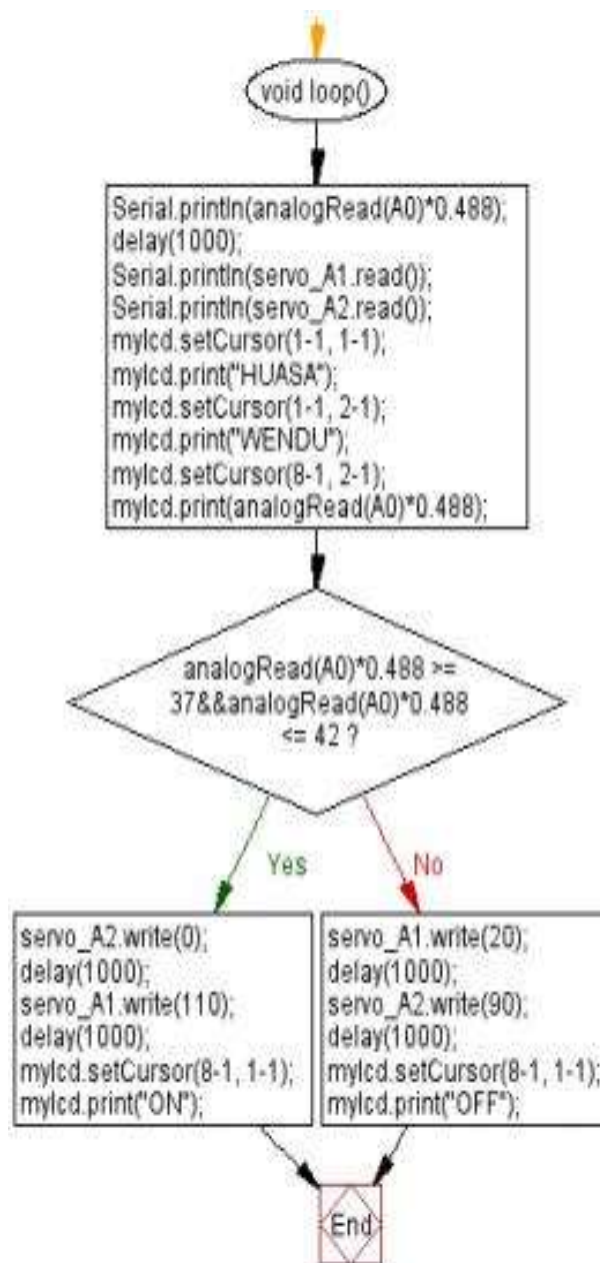 void loop()
Serial.println(analogRead(A0)*0.488);
delay(1000);
Serial.println(servo_A1.read());
Serial.println(servo_A2.read());
mylcd.setCursor(1-1, 1-1);
mylcd.print("HUASA");
mylcd.setCursor(1-1, 2-1);
mylcd.print("WENDU");
mylcd.setCursor(8-1, 2-1);
mylcd.print(analogRead(A0)*0.488);
analogRead(A0)*0.488 >=
37&&analogRead(A0)*0.488
<= 42 ?
Yes
No
servo_A2.write(0);
delay(1000);
servo_A1.write(110);
delay(1000);
mylcd.setCursor(8-1, 1-1);
mylcd.print("ON");
servo_A1.write(20);
delay(1000);
servo_A2.write(90);
delay(1000);
mylcd.setCursor(8-1, 1-1);
mylcd.print("OFF");
End